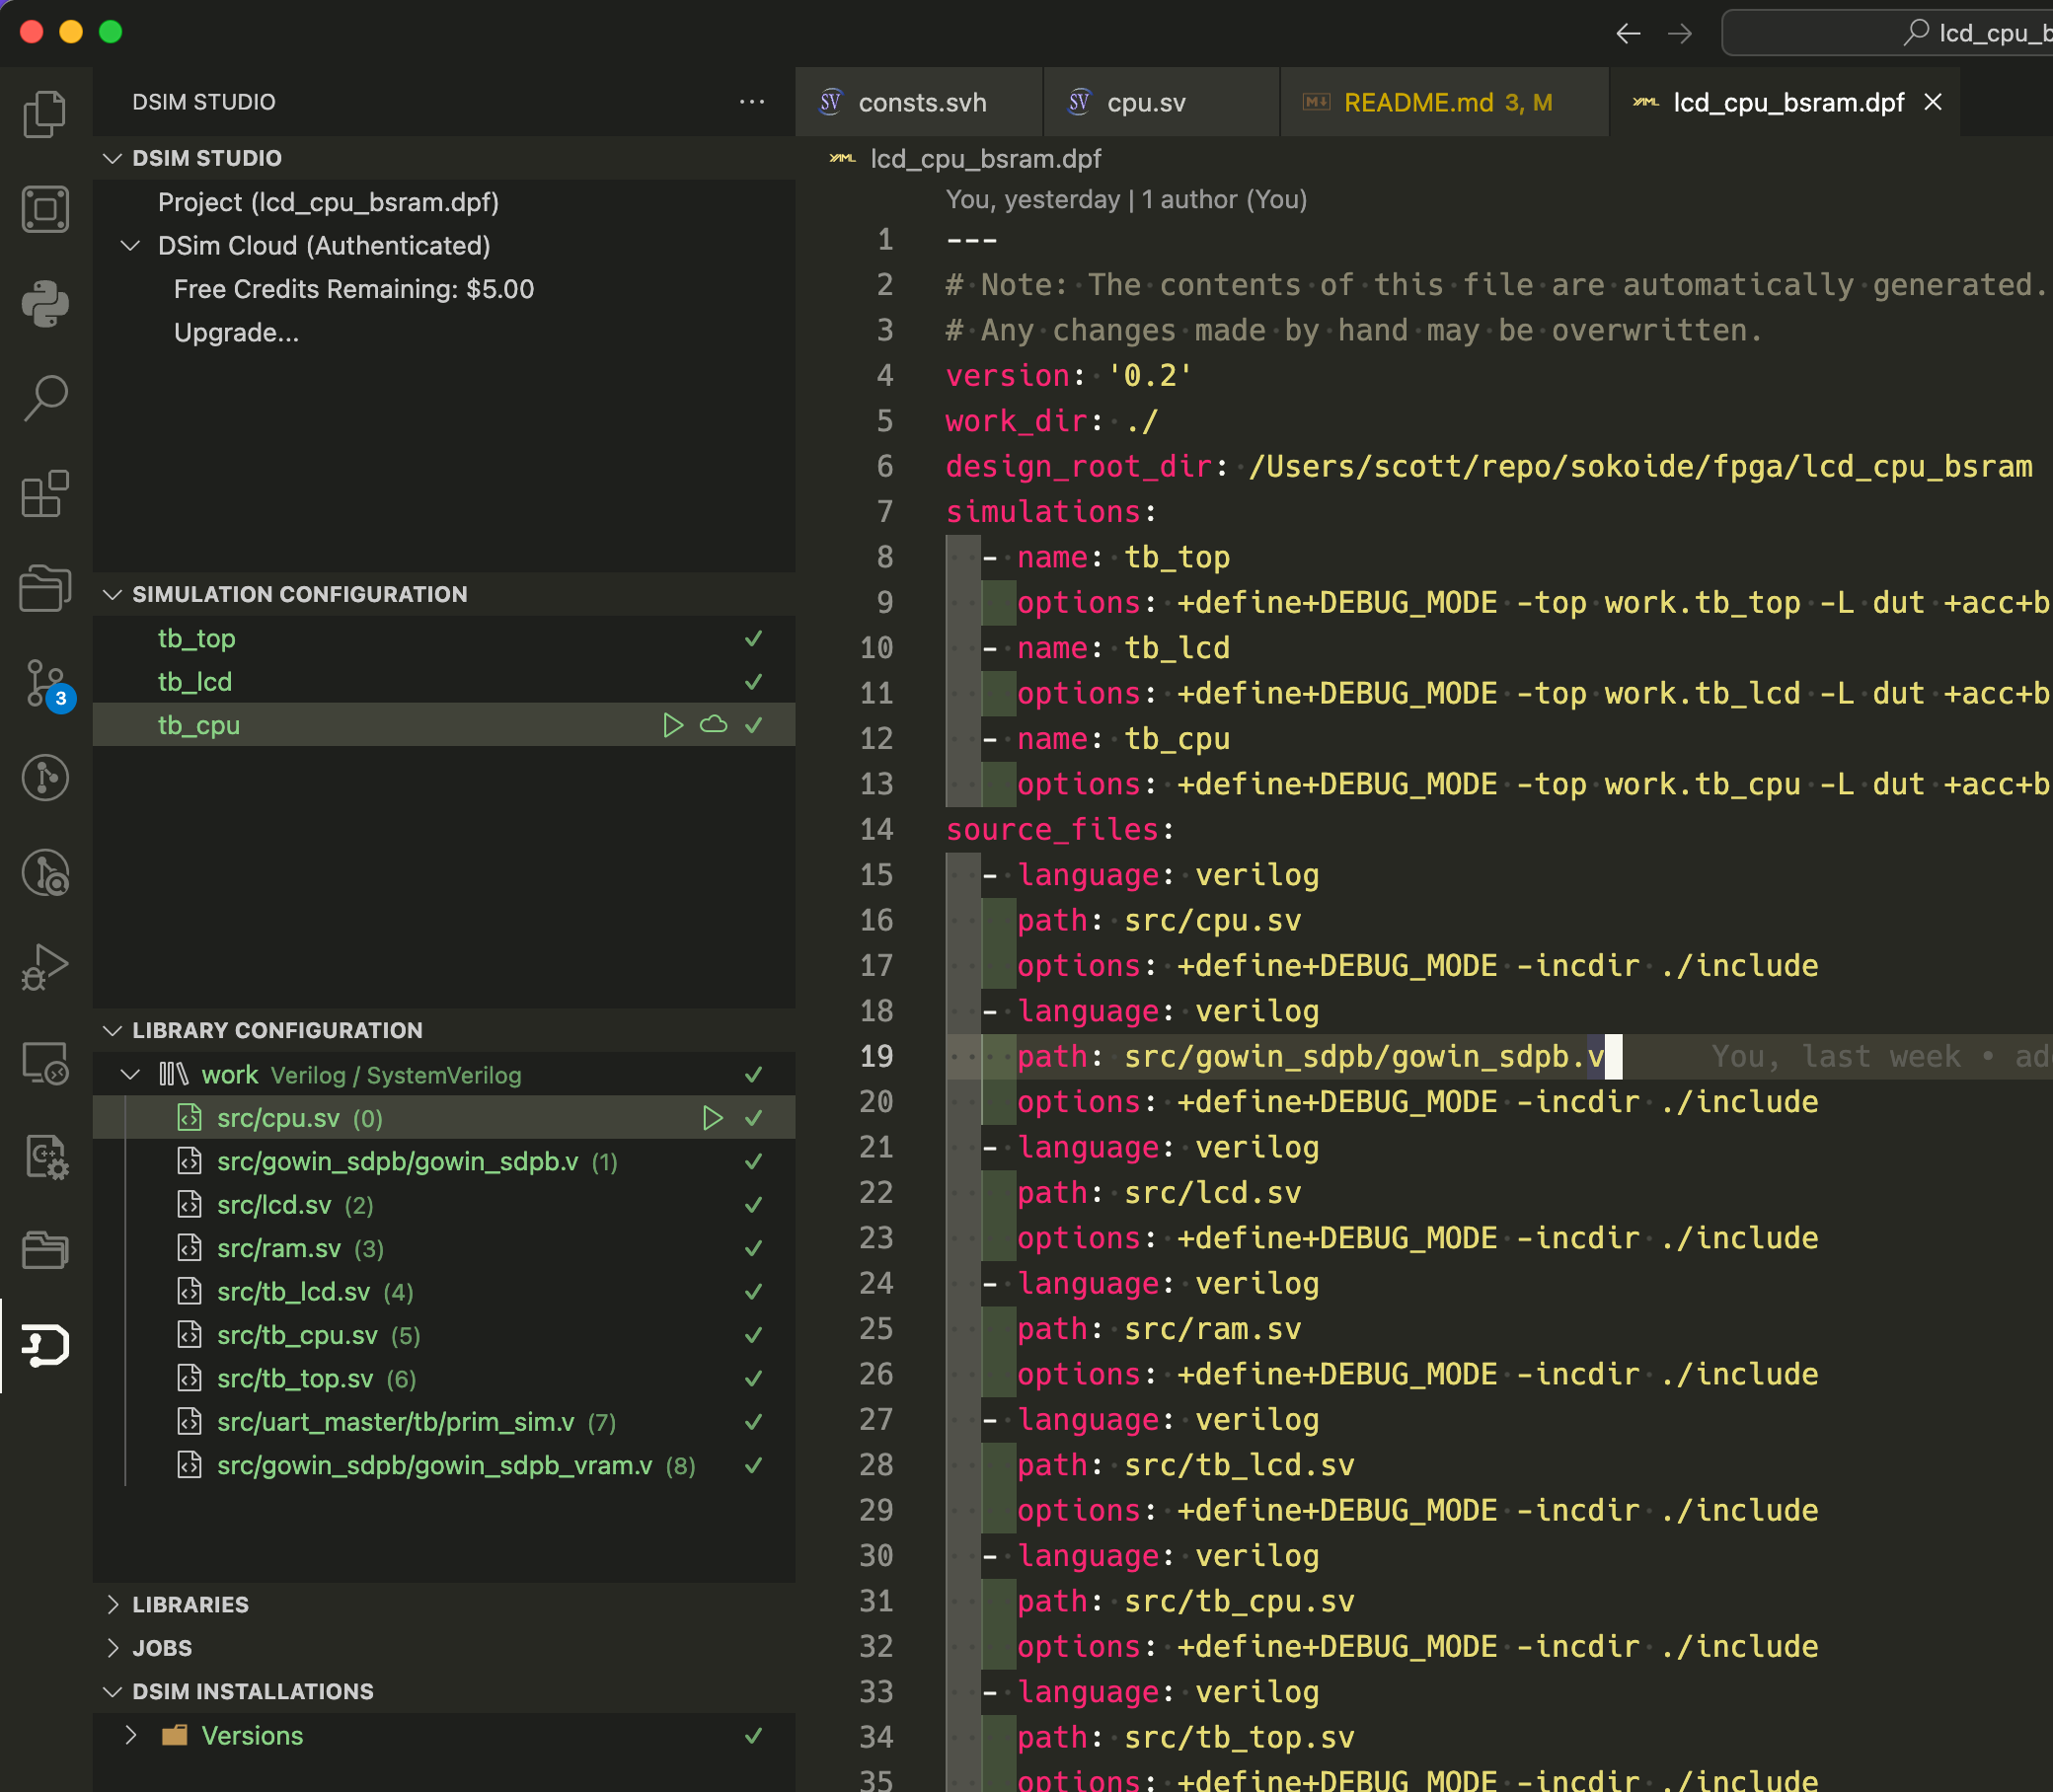 lcd_cpu_b
DSIM STUDIO
DSIM STUDIO
Project (lcd_cpu_bsram.dpf)
DSim Cloud (Authenticated)
Free Credits Remaining: $5.00
Upgrade...
SIMULATION CONFIGURATION
tb_top
tb_lcd
tb_cpu
3
LIBRARY CONFIGURATION
work Verilog / SystemVerilog
src/cpu.sv (0)
src/gowin_sdpb/gowin_sdpb.v (1)
src/lcd.sv (2)
src/ram.sv (3)
src/tb_lcd.sv (4)
src/tb_cpu.sv (5)
src/tb_top.sv (6)
src/uart_master/tb/prim_sim.v (7)
src/gowin_sdpb/gowin_sdpb_vram.v (8)
LIBRARIES
JOBS
DSIM INSTALLATIONS
Versions
SV consts.svh SV cpu.sv README.md 3, M YAML lcd_cpu_bsram.dpf
YAML lcd_cpu_bsram.dpf
You, yesterday | 1 author (You)
1 ---
2 # Note: The contents of this file are automatically generated.
3 # Any changes made by hand may be overwritten.
4 version: '0.2'
5 work_dir: ./
6 design_root_dir: /Users/scott/repo/sokoide/fpga/lcd_cpu_bsram
7 simulations:
8 - name: tb_top
9 options: +define+DEBUG_MODE -top work.tb_top -L dut +acc+b
10 - name: tb_lcd
11 options: +define+DEBUG_MODE -top work.tb_lcd -L dut +acc+b
12 - name: tb_cpu
13 options: +define+DEBUG_MODE -top work.tb_cpu -L dut +acc+b
14 source_files:
15 - language: verilog
16 path: src/cpu.sv
17 options: +define+DEBUG_MODE -incdir ./include
18 - language: verilog
19 path: src/gowin_sdpb/gowin_sdpb.v You, last week • ad
20 options: +define+DEBUG_MODE -incdir ./include
21 - language: verilog
22 path: src/lcd.sv
23 options: +define+DEBUG_MODE -incdir ./include
24 - language: verilog
25 path: src/ram.sv
26 options: +define+DEBUG_MODE -incdir ./include
27 - language: verilog
28 path: src/tb_lcd.sv
29 options: +define+DEBUG_MODE -incdir ./include
30 - language: verilog
31 path: src/tb_cpu.sv
32 options: +define+DEBUG_MODE -incdir ./include
33 - language: verilog
34 path: src/tb_top.sv
35 options: +define+DEBUG_MODE -incdir ./include